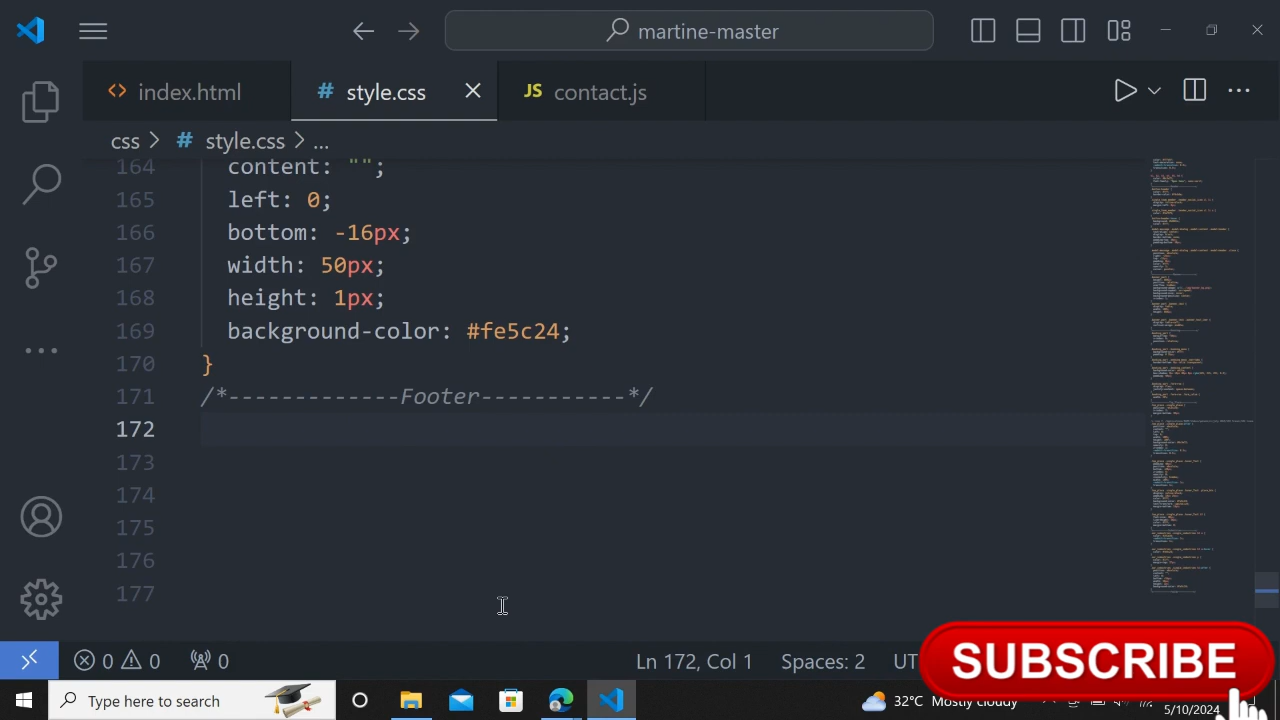 martine-master
index.html
# style.css
JS contact.js
css > # style.css > ...
164 content: "";
165 left: 0;
166 bottom: -16px;
167 width: 50px;
168 height: 1px;
169 background-color: #fe5c24;
170 }
171 /*-------------Footer-----------*/
172
173
174
175
176
177
0 0 0
Ln 172, Col 1
Spaces: 2
UT
SUBSCRIBE
Type here to search
32°C Mostly cloudy
5/10/2024